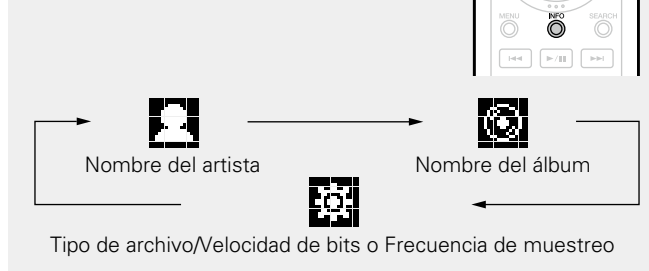 MENU
INFO
SEARCH
Nombre del artista
Nombre del álbum
Tipo de archivo/Velocidad de bits o Frecuencia de muestreo